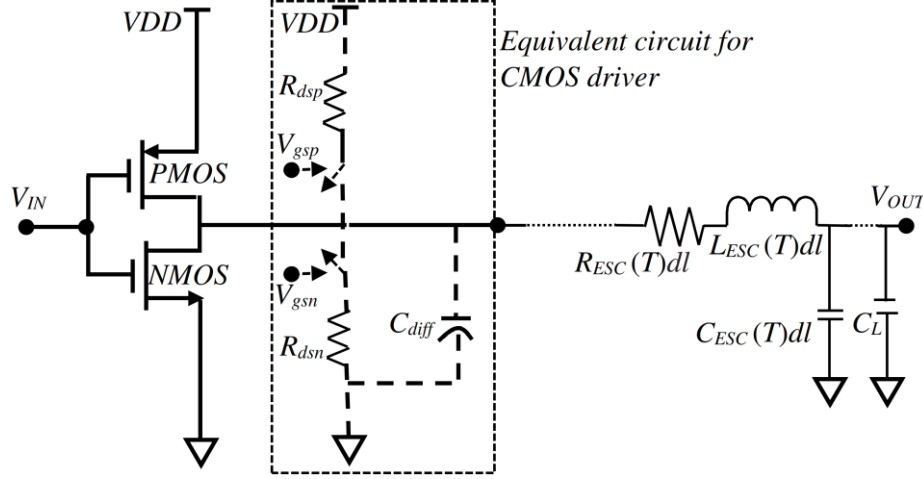 VDD
VDD
Equivalent circuit for
CMOS driver
R_dsp
V_gsp
PMOS
V_IN
V_OUT
NMOS
V_gsn
R_ESC(T)dl
L_ESC(T)dl
R_dsn
C_diff
C_ESC(T)dl
C_L